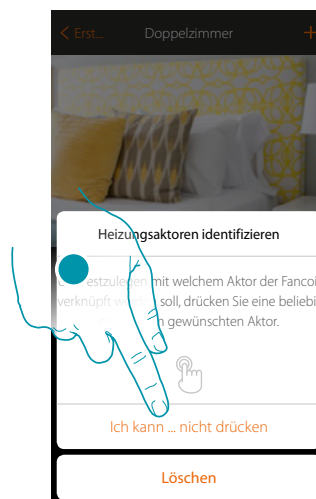 < Erst... Doppelzimmer +
Heizungsaktoren identifizieren
mit welchem Aktor der Fancoi
verknüpft soll, drücken Sie eine beliebi
gewünschten Aktor.
Ich kann ... nicht drücken
Löschen